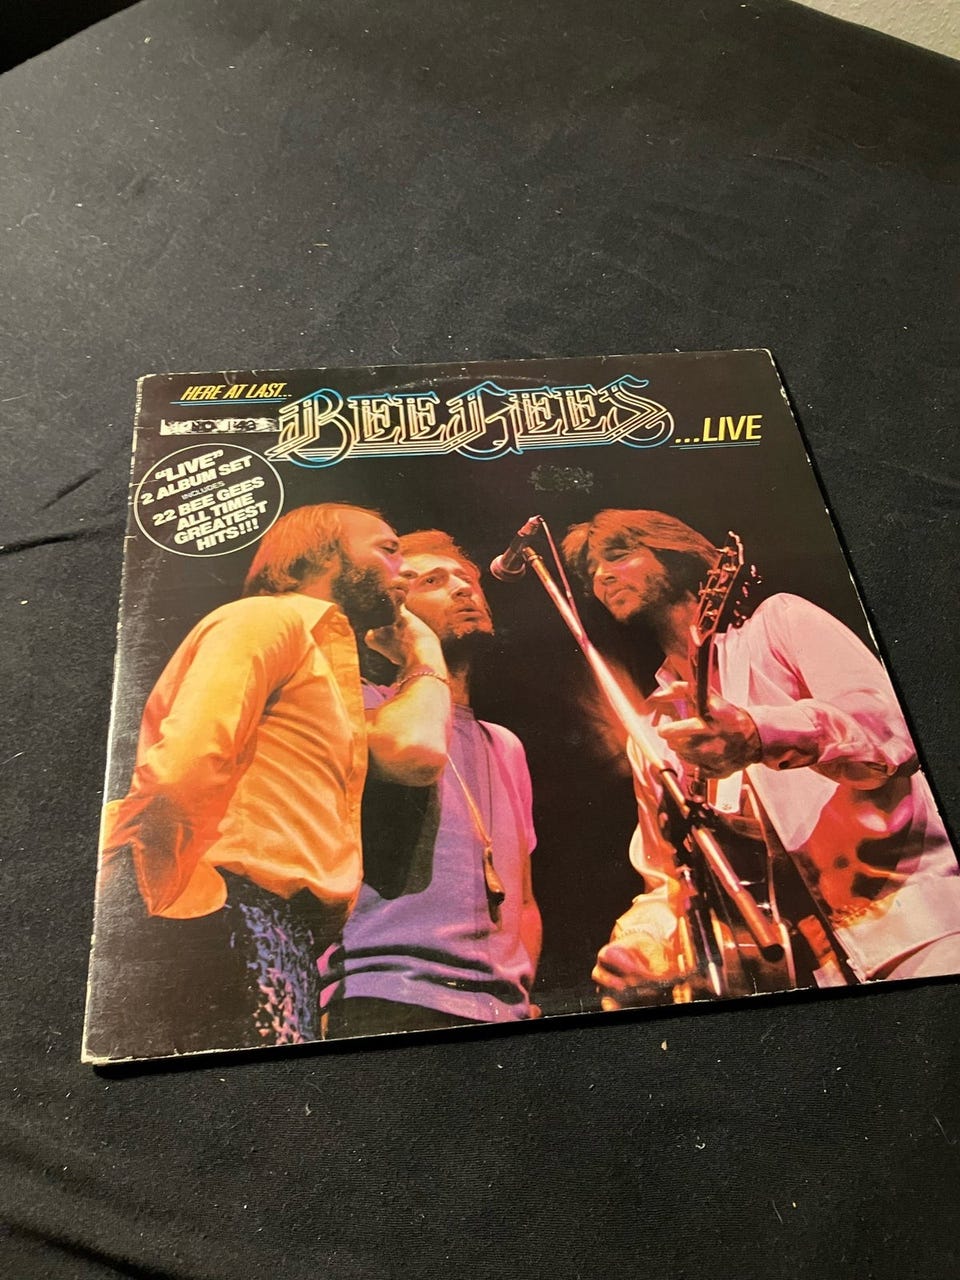 HERE AT LAST...
BEE GEES
...LIVE
"LIVE"
2 ALBUM SET
INCLUDES
22 BEE GEES
ALL TIME
GREATEST
HITS!!!